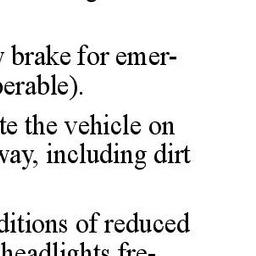 brake for emer-
perable).
te the vehicle on
way, including dirt
ditions of reduced
headlights fre-